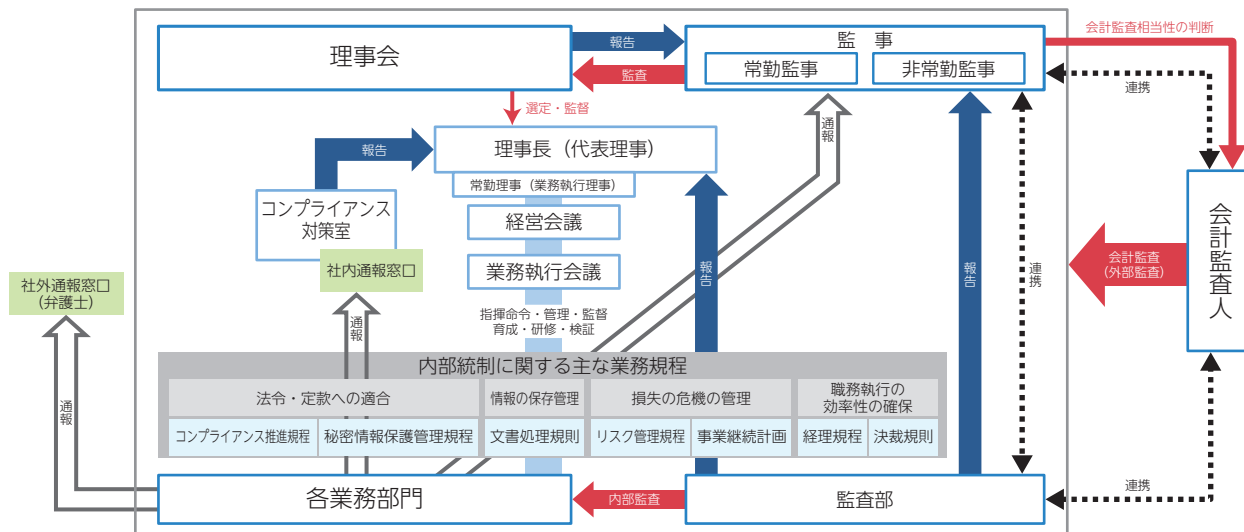 理事会
報告
監査
監　事
常勤監事
非常勤監事
会計監査相当性の判断
連携
選定・監督
通報
報告
理事長（代表理事）
常勤理事（業務執行理事）
コンプライアンス
対策室
経営会議
業務執行会議
社内通報窓口
社外通報窓口
（弁護士）
会計監査人
会計監査
（外部監査）
報告
報告
連携
指揮命令・管理・監督
育成・研修・検証
通報
通報
内部統制に関する主な業務規程
法令・定款への適合
情報の保存管理
損失の危機の管理
職務執行の
効率性の確保
コンプライアンス推進規程
秘密情報保護管理規程
文書処理規則
リスク管理規程
事業継続計画
経理規程
決裁規則
各業務部門
内部監査
監査部
連携